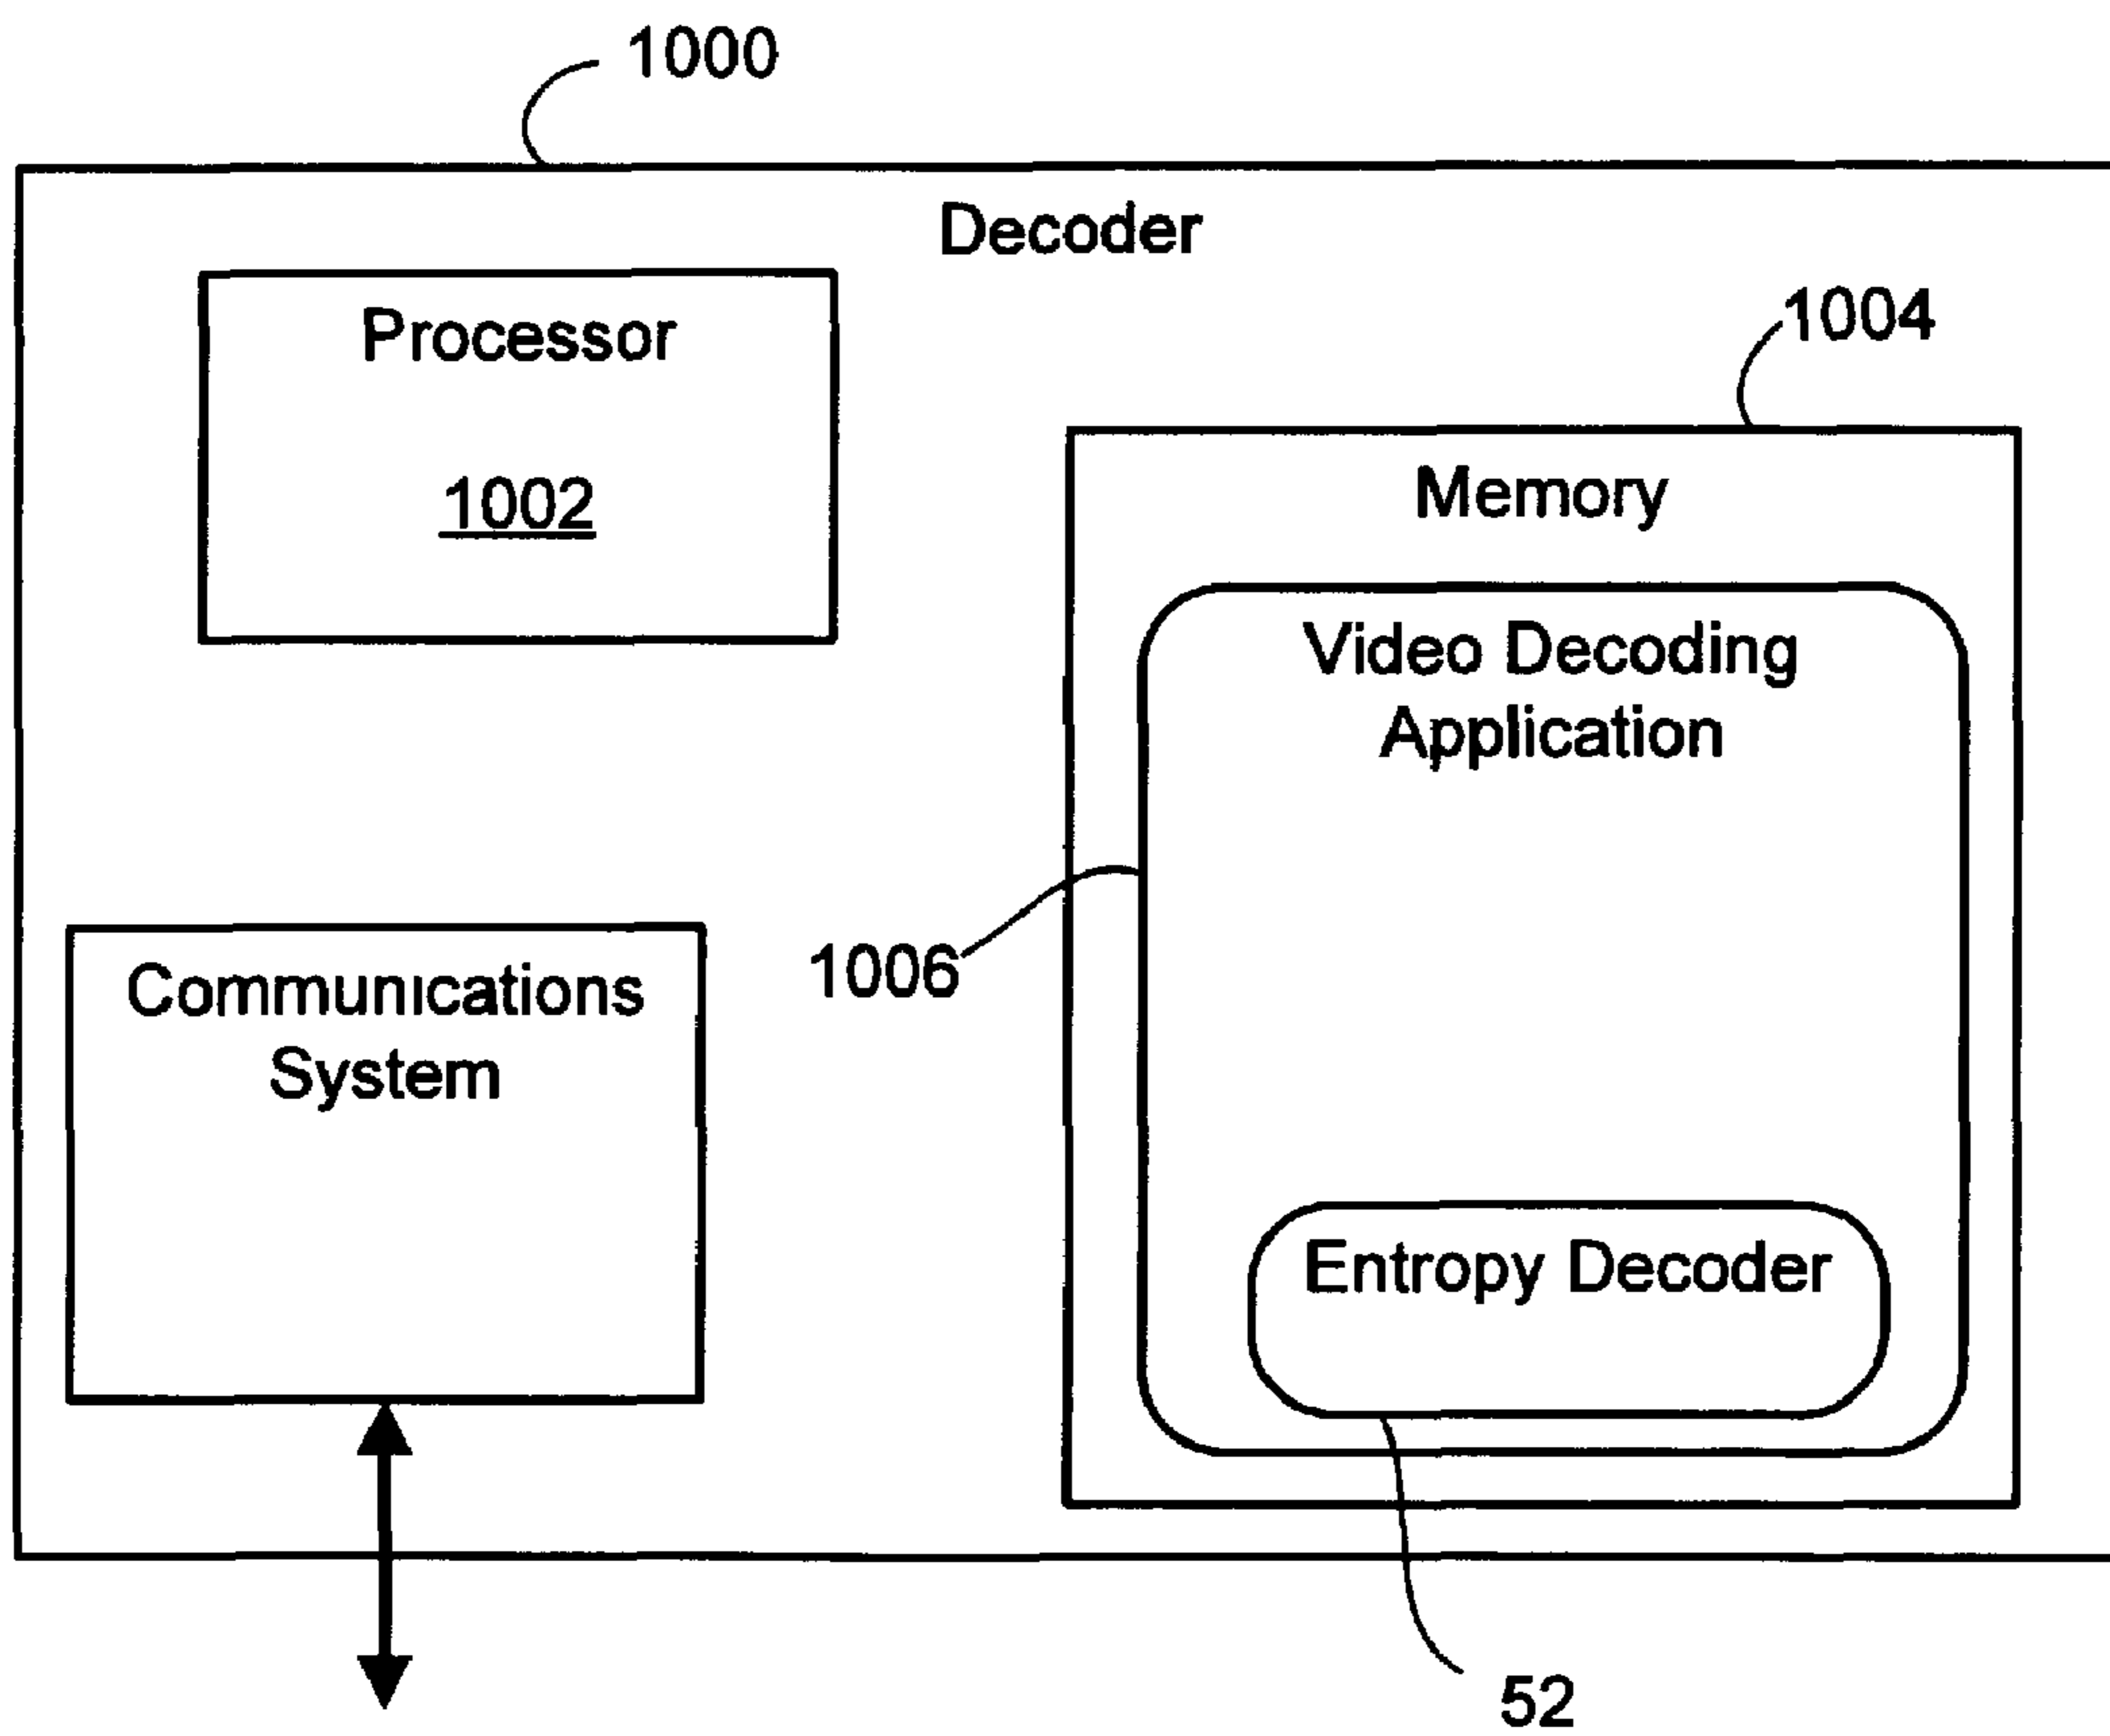 1000
Decoder
Processor
1002
1004
Memory
Video Decoding
Application
1006
Communications
System
Entropy Decoder
52